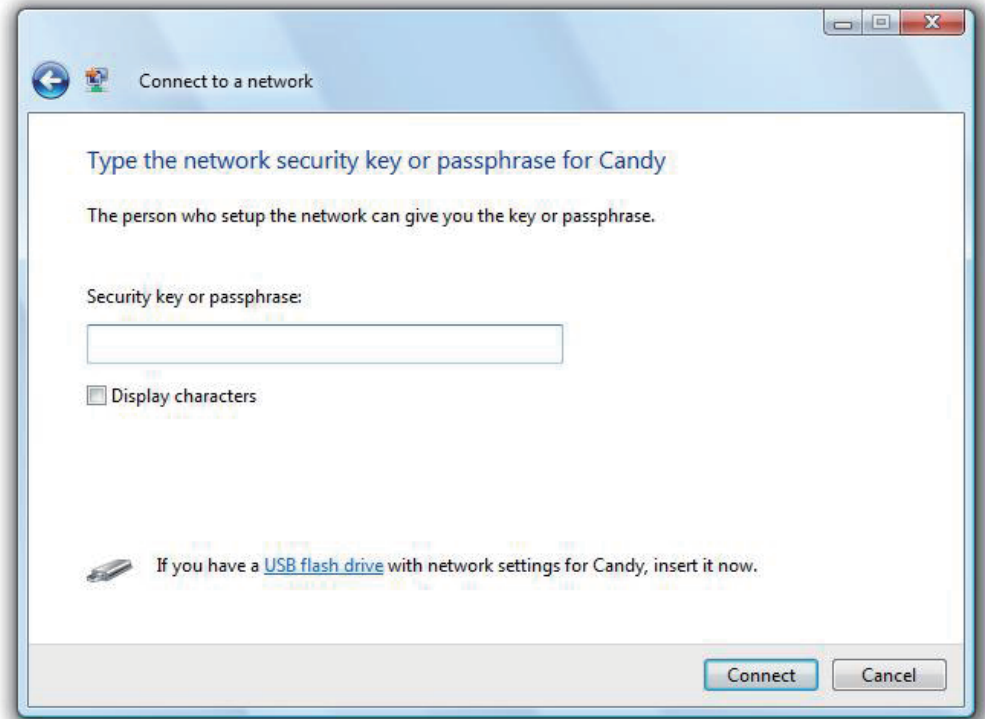 Connect to a network
Type the network security key or passphrase for Candy
The person who setup the network can give you the key or passphrase.
Security key or passphrase:
Display characters
If you have a USB flash drive with network settings for Candy, insert it now.
Connect Cancel